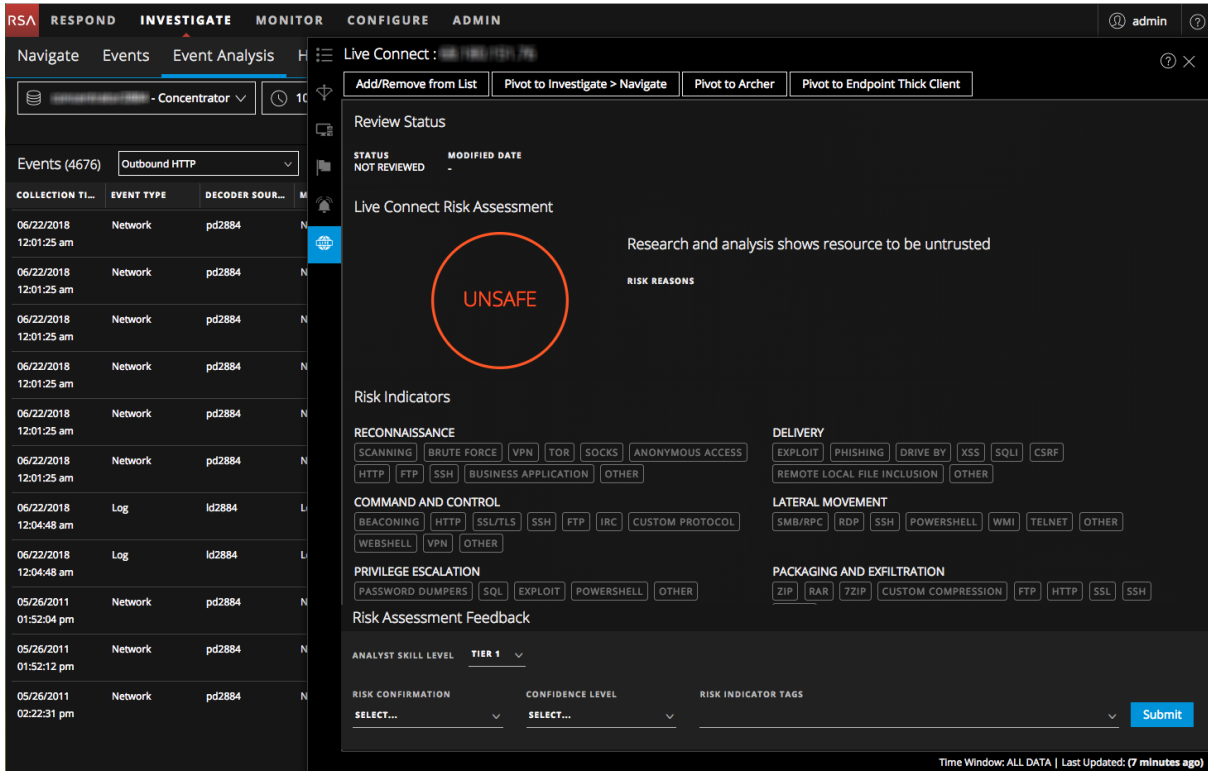 RSA RESPOND INVESTIGATE MONITOR CONFIGURE ADMIN admin ?
Navigate Events Event Analysis H
- Concentrator 10
Events (4676) Outbound HTTP
COLLECTION TI... EVENT TYPE DECODER SOUR... M
06/22/2018 Network pd2884 N
12:01:25 am
06/22/2018 Network pd2884 N
12:01:25 am
06/22/2018 Network pd2884 N
12:01:25 am
06/22/2018 Network pd2884 N
12:01:25 am
06/22/2018 Network pd2884 N
12:01:25 am
06/22/2018 Network pd2884 N
12:01:25 am
06/22/2018 Log ld2884 L
12:04:48 am
06/22/2018 Log ld2884 L
12:04:48 am
05/26/2011 Network pd2884 N
01:52:04 pm
05/26/2011 Network pd2884 N
01:52:12 pm
05/26/2011 Network pd2884 N
02:22:31 pm
Live Connect :
Add/Remove from List Pivot to Investigate > Navigate Pivot to Archer Pivot to Endpoint Thick Client
Review Status
STATUS MODIFIED DATE
NOT REVIEWED -
Live Connect Risk Assessment
UNSAFE
Research and analysis shows resource to be untrusted
RISK REASONS
Risk Indicators
RECONNAISSANCE
SCANNING BRUTE FORCE VPN TOR SOCKS ANONYMOUS ACCESS
HTTP FTP SSH BUSINESS APPLICATION OTHER
DELIVERY
EXPLOIT PHISHING DRIVE BY XSS SQLI CSRF
REMOTE LOCAL FILE INCLUSION OTHER
COMMAND AND CONTROL
BEACONING HTTP SSL/TLS SSH FTP IRC CUSTOM PROTOCOL
WEBSHELL VPN OTHER
LATERAL MOVEMENT
SMB/RPC RDP SSH POWERSHELL WMI TELNET OTHER
PRIVILEGE ESCALATION
PASSWORD DUMPERS SQL EXPLOIT POWERSHELL OTHER
PACKAGING AND EXFILTRATION
ZIP RAR 7ZIP CUSTOM COMPRESSION FTP HTTP SSL SSH
Risk Assessment Feedback
ANALYST SKILL LEVEL TIER 1
RISK CONFIRMATION CONFIDENCE LEVEL RISK INDICATOR TAGS
SELECT... SELECT... Submit
Time Window: ALL DATA | Last Updated: (7 minutes ago)